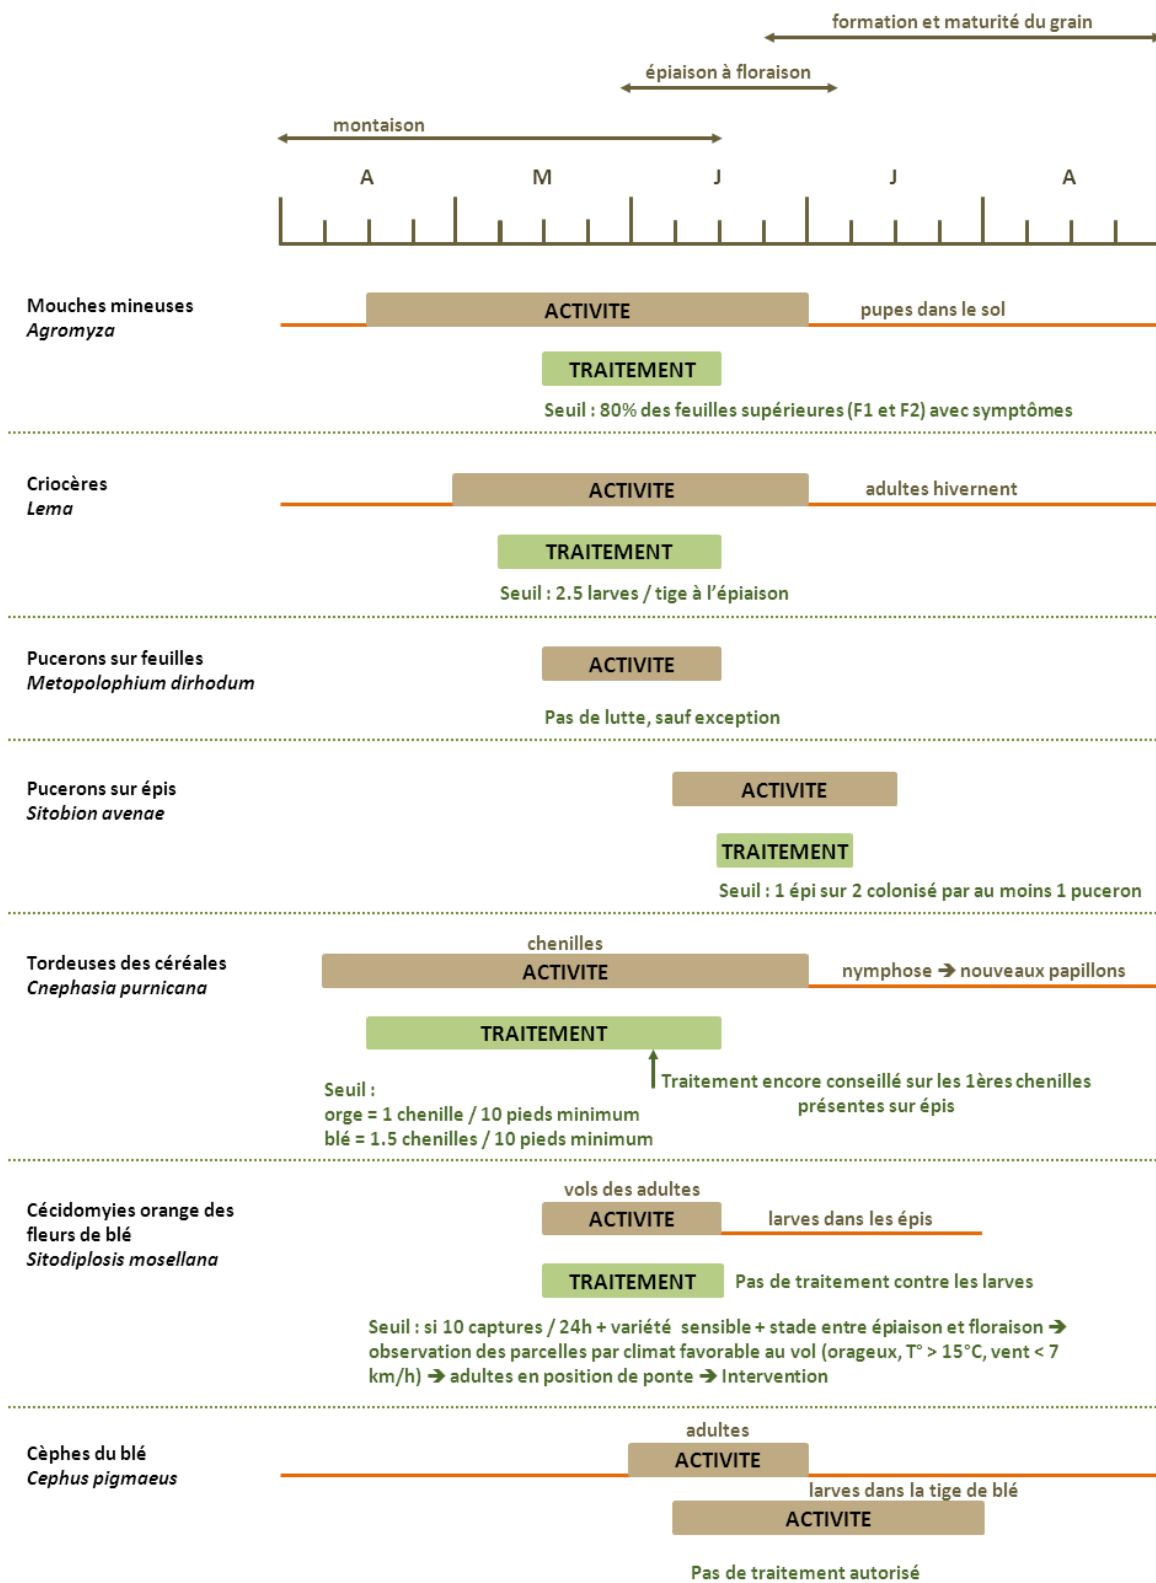 formation et maturité du grain
épiaison à floraison
montaison
A M J J A
Mouches mineuses
Agromyza
ACTIVITE
pupes dans le sol
TRAITEMENT
Seuil : 80% des feuilles supérieures (F1 et F2) avec symptômes
Criocères
Lema
ACTIVITE
adultes hivernent
TRAITEMENT
Seuil : 2.5 larves / tige à l'épiaison
Pucerons sur feuilles
Metopolophium dirhodum
ACTIVITE
Pas de lutte, sauf exception
Pucerons sur épis
Sitobion avenae
ACTIVITE
TRAITEMENT
Seuil : 1 épi sur 2 colonisé par au moins 1 puceron
Tordeuses des céréales
Cnephasia purnicana
chenilles
ACTIVITE
nymphose ➔ nouveaux papillons
TRAITEMENT
Traitement encore conseillé sur les 1ères chenilles
présentes sur épis
Seuil :
orge = 1 chenille / 10 pieds minimum
blé = 1.5 chenilles / 10 pieds minimum
Cécidomyies orange des
fleurs de blé
Sitodiplosis mosellana
vols des adultes
ACTIVITE
larves dans les épis
TRAITEMENT
Pas de traitement contre les larves
Seuil : si 10 captures / 24h + variété sensible + stade entre épiaison et floraison ➔
observation des parcelles par climat favorable au vol (orageux, T° > 15°C, vent < 7
km/h) ➔ adultes en position de ponte ➔ Intervention
Cèphes du blé
Cephus pigmaeus
adultes
ACTIVITE
larves dans la tige de blé
ACTIVITE
Pas de traitement autorisé